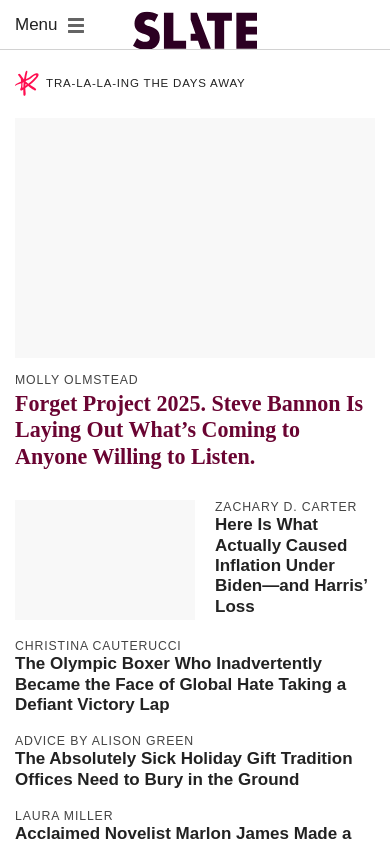 Menu
SLATE
TRA-LA-LA-ING THE DAYS AWAY
MOLLY OLMSTEAD
Forget Project 2025. Steve Bannon Is
Laying Out What’s Coming to
Anyone Willing to Listen.
ZACHARY D. CARTER
Here Is What
Actually Caused
Inflation Under
Biden—and Harris’
Loss
CHRISTINA CAUTERUCCI
The Olympic Boxer Who Inadvertently
Became the Face of Global Hate Taking a
Defiant Victory Lap
ADVICE BY ALISON GREEN
The Absolutely Sick Holiday Gift Tradition
Offices Need to Bury in the Ground
LAURA MILLER
Acclaimed Novelist Marlon James Made a